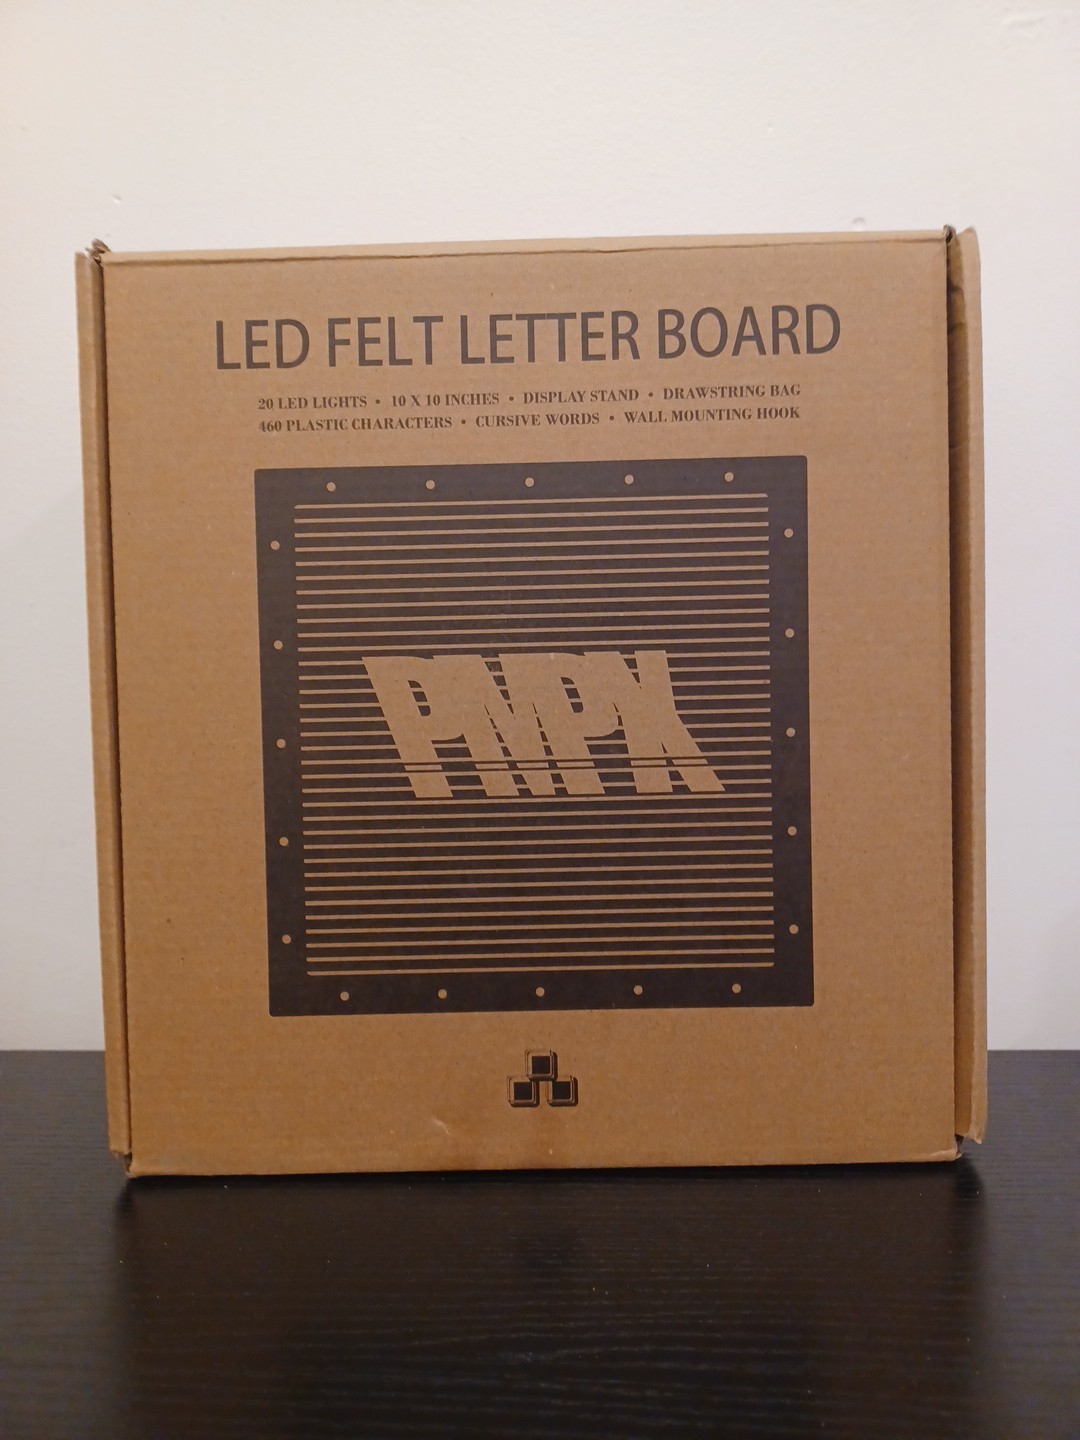 LED FELT LETTER BOARD
20 LED LIGHTS • 10 X 10 INCHES • DISPLAY STAND • DRAWSTRING BAG
460 PLASTIC CHARACTERS • CURSIVE WORDS • WALL MOUNTING HOOK